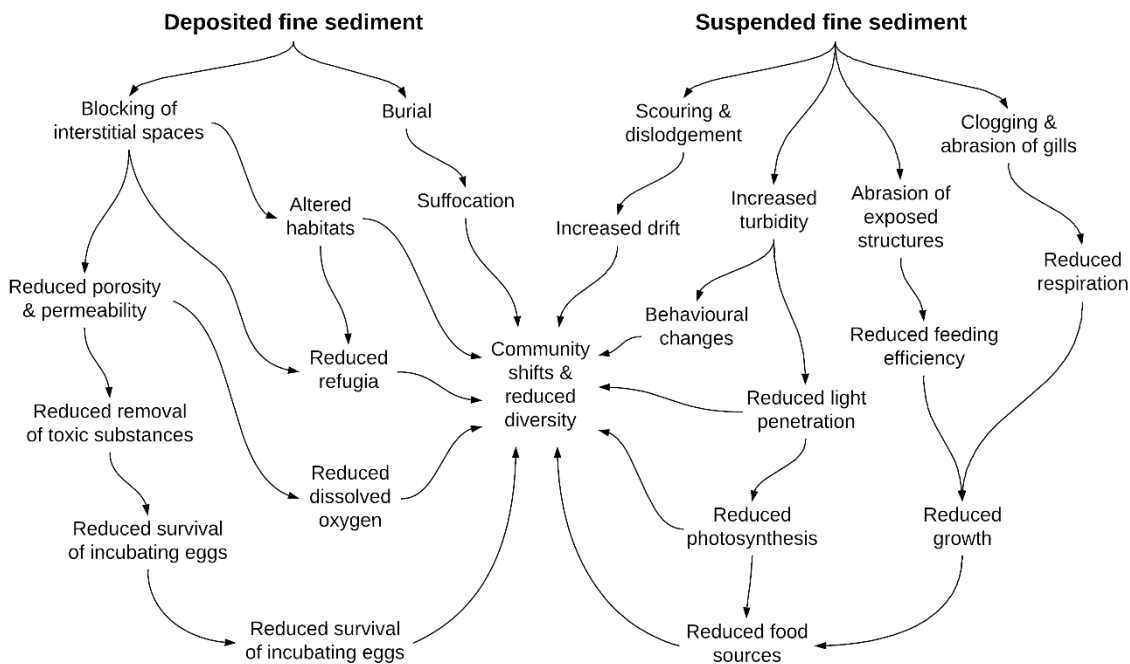 Deposited fine sediment
Suspended fine sediment
Blocking of
interstitial spaces
Burial
Scouring &
dislodgement
Clogging &
abrasion of gills
Altered
habitats
Suffocation
Increased drift
Increased
turbidity
Abrasion of
exposed
structures
Reduced
respiration
Reduced porosity
& permeability
Reduced
refugia
Community
shifts &
reduced
diversity
Behavioural
changes
Reduced feeding
efficiency
Reduced removal
of toxic substances
Reduced light
penetration
Reduced
dissolved
oxygen
Reduced survival
of incubating eggs
Reduced
photosynthesis
Reduced
growth
Reduced survival
of incubating eggs
Reduced food
sources